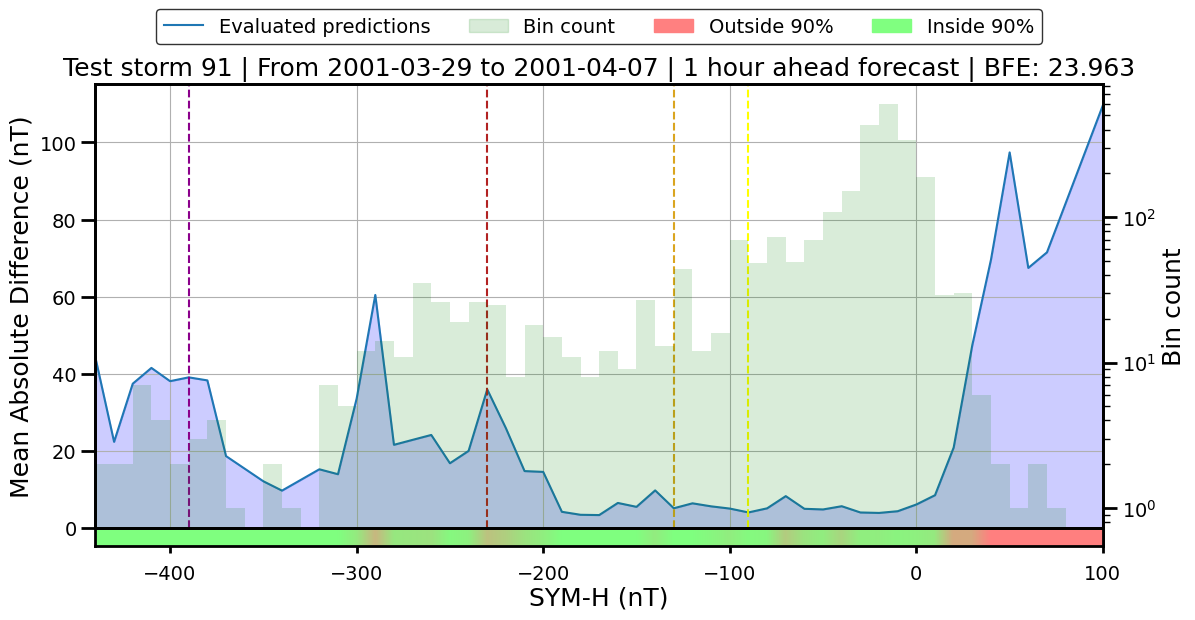 Evaluated predictions Bin count Outside 90% Inside 90%
Test storm 91 | From 2001-03-29 to 2001-04-07 | 1 hour ahead forecast | BFE: 23.963
Mean Absolute Difference (nT)
100
80
60
40
20
0
10²
10¹
10⁰
Bin count
−400 −300 −200 −100 0 100
SYM-H (nT)